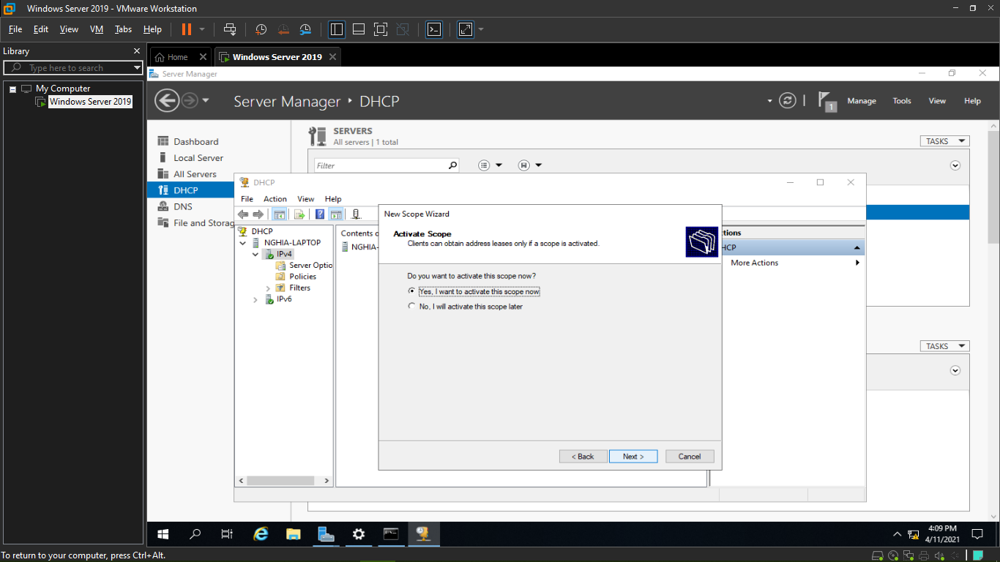 Windows Server 2019 - VMware Workstation
File Edit View VM Tabs Help
Library
Type here to search
My Computer
Windows Server 2019
Home
Windows Server 2019
Server Manager
Server Manager • DHCP
1
Manage Tools View Help
Dashboard
Local Server
All Servers
DHCP
DNS
File and Storag
SERVERS
All servers | 1 total
TASKS
Filter
DHCP
File Action View Help
DHCP
NGHIA-LAPTOP
IPv4
Server Optio
Policies
Filters
IPv6
Contents o
NGHIA-
New Scope Wizard
Activate Scope
Clients can obtain address leases only if a scope is activated.
Do you want to activate this scope now?
Yes, I want to activate this scope now
No, I will activate this scope later
< Back Next > Cancel
ctions
HCP
More Actions
TASKS
4:09 PM
4/11/2021
To return to your computer, press Ctrl+Alt.